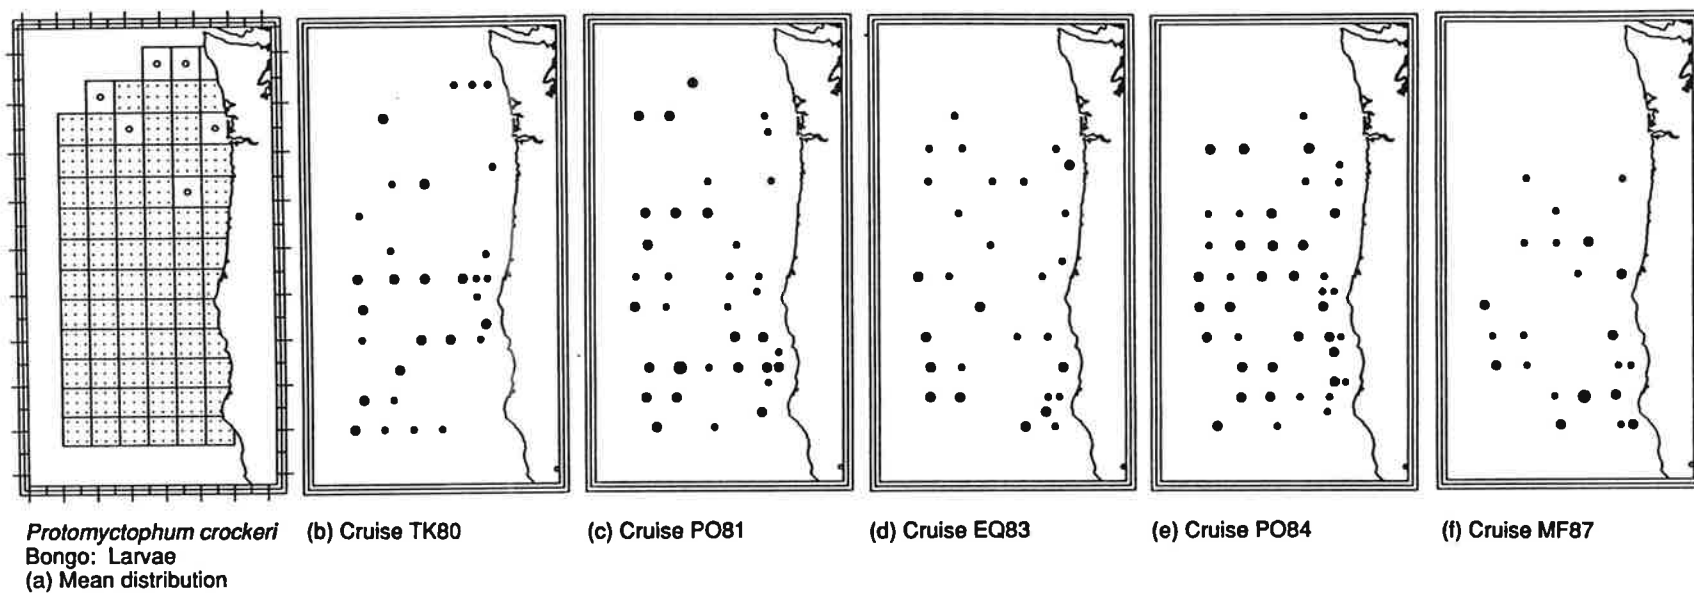 Protomyctophum crockeri
Bongo: Larvae
(a) Mean distribution
(b) Cruise TK80
(c) Cruise PO81
(d) Cruise EQ83
(e) Cruise PO84
(f) Cruise MF87